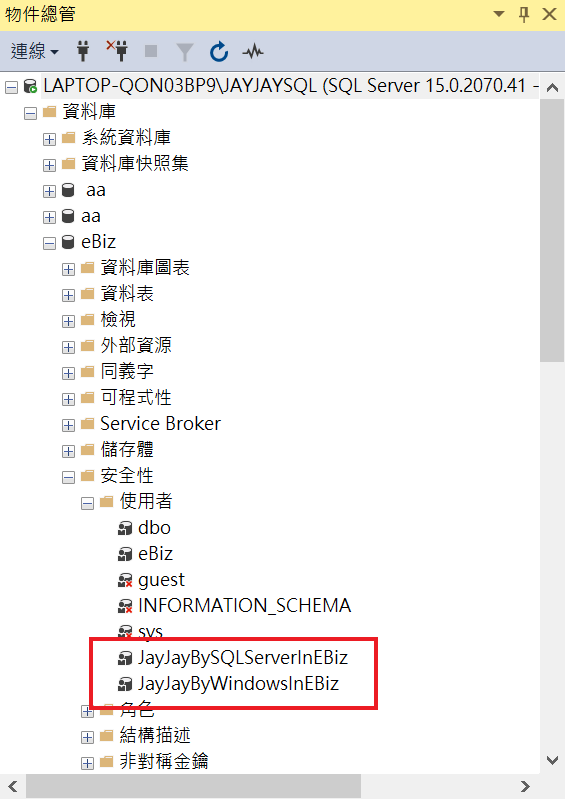 物件總管
連線
LAPTOP-QON03BP9\JAYJAYSQL (SQL Server 15.0.2070.41 -
資料庫
系統資料庫
資料庫快照集
aa
aa
eBiz
資料庫圖表
資料表
檢視
外部資源
同義字
可程式性
Service Broker
儲存體
安全性
使用者
dbo
eBiz
guest
INFORMATION_SCHEMA
sys
JayJayBySQLServerInEBiz
JayJayByWindowsInEBiz
角色
結構描述
非對稱金鑰